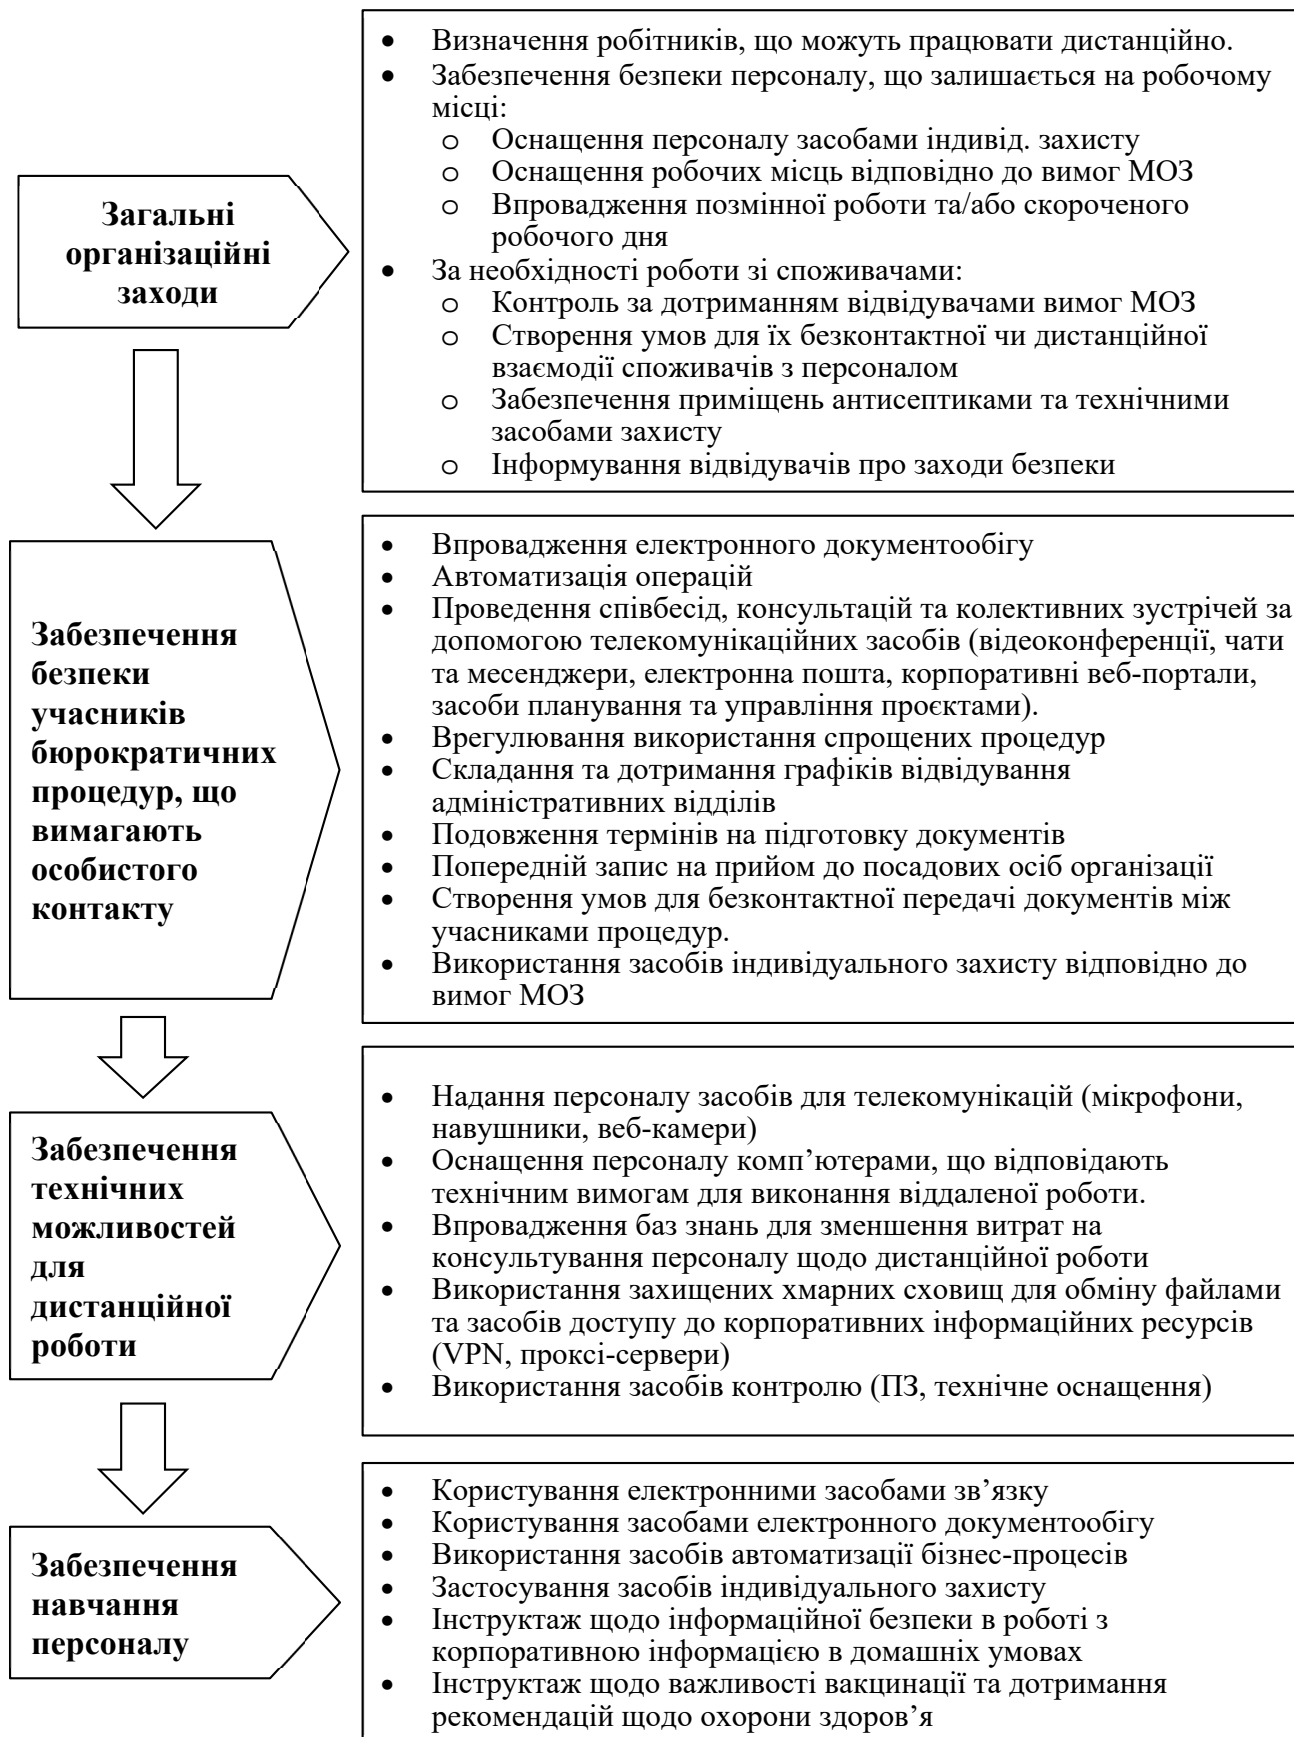 Загальні
організаційні
заходи
• Визначення робітників, що можуть працювати дистанційно.
• Забезпечення безпеки персоналу, що залишається на робочому
місці:
o Оснащення персоналу засобами індивід. захисту
o Оснащення робочих місць відповідно до вимог МОЗ
o Впровадження позмінної роботи та/або скороченого
робочого дня
• За необхідності роботи зі споживачами:
o Контроль за дотриманням відвідувачами вимог МОЗ
o Створення умов для їх безконтактної чи дистанційної
взаємодії споживачів з персоналом
o Забезпечення приміщень антисептиками та технічними
засобами захисту
o Інформування відвідувачів про заходи безпеки
Забезпечення
безпеки
учасників
бюрократичних
процедур, що
вимагають
особистого
контакту
• Впровадження електронного документообігу
• Автоматизація операцій
• Проведення співбесід, консультацій та колективних зустрічей за
допомогою телекомунікаційних засобів (відеоконференції, чати
та месенджери, електронна пошта, корпоративні веб-портали,
засоби планування та управління проєктами).
• Врегулювання використання спрощених процедур
• Складання та дотримання графіків відвідування
адміністративних відділів
• Подовження термінів на підготовку документів
• Попередній запис на прийом до посадових осіб організації
• Створення умов для безконтактної передачі документів між
учасниками процедур.
• Використання засобів індивідуального захисту відповідно до
вимог МОЗ
Забезпечення
технічних
можливостей
для
дистанційної
роботи
• Надання персоналу засобів для телекомунікацій (мікрофони,
навушники, веб-камери)
• Оснащення персоналу комп’ютерами, що відповідають
технічним вимогам для виконання віддаленої роботи.
• Впровадження баз знань для зменшення витрат на
консультування персоналу щодо дистанційної роботи
• Використання захищених хмарних сховищ для обміну файлами
та засобів доступу до корпоративних інформаційних ресурсів
(VPN, проксі-сервери)
• Використання засобів контролю (ПЗ, технічне оснащення)
Забезпечення
навчання
персоналу
• Користування електронними засобами зв’язку
• Користування засобами електронного документообігу
• Використання засобів автоматизації бізнес-процесів
• Застосування засобів індивідуального захисту
• Інструктаж щодо інформаційної безпеки в роботі з
корпоративною інформацією в домашніх умовах
• Інструктаж щодо важливості вакцинації та дотримання
рекомендацій щодо охорони здоров’я